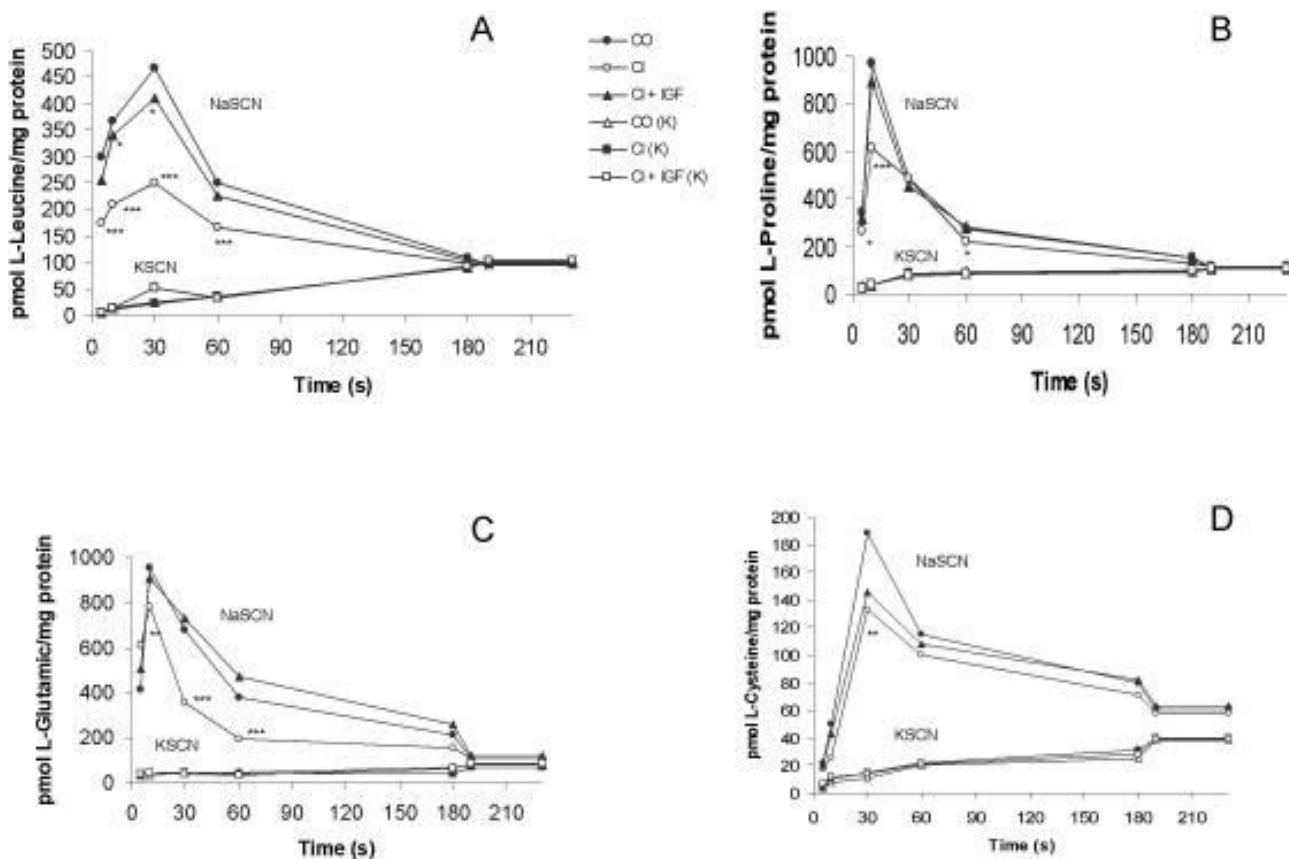 A
pmol L-Leucine/mg protein
500
450
400
350
300
250
200
150
100
50
0
NaSCN
*
*
***
***
***
***
KSCN
0 30 60 90 120 150 180 210
Time (s)
CO
CI
CI + IGF
CO (K)
CI (K)
CI + IGF (K)
B
pmol L-Proline/mg protein
1000
800
600
400
200
0
NaSCN
***
*
*
KSCN
0 30 60 90 120 150 180 210
Time (s)
C
pmol L-Glutamic/mg protein
1000
800
600
400
200
0
NaSCN
**
***
***
KSCN
0 30 60 90 120 150 180 210
Time (s)
D
pmol L-Cysteine/mg protein
200
180
160
140
120
100
80
60
40
20
0
NaSCN
**
KSCN
0 30 60 90 120 150 180 210
Time (s)